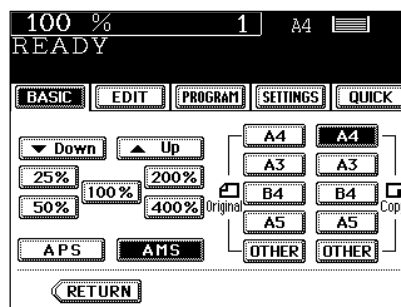 100 % 1 A4
READY
BASIC EDIT PROGRAM SETTINGS QUICK
A4 A4
▼ Down ▲ Up
A3 A3
25% 200%
100%
B4 B4
Original Cop
50% 400%
A5 A5
APS AMS OTHER OTHER
RETURN